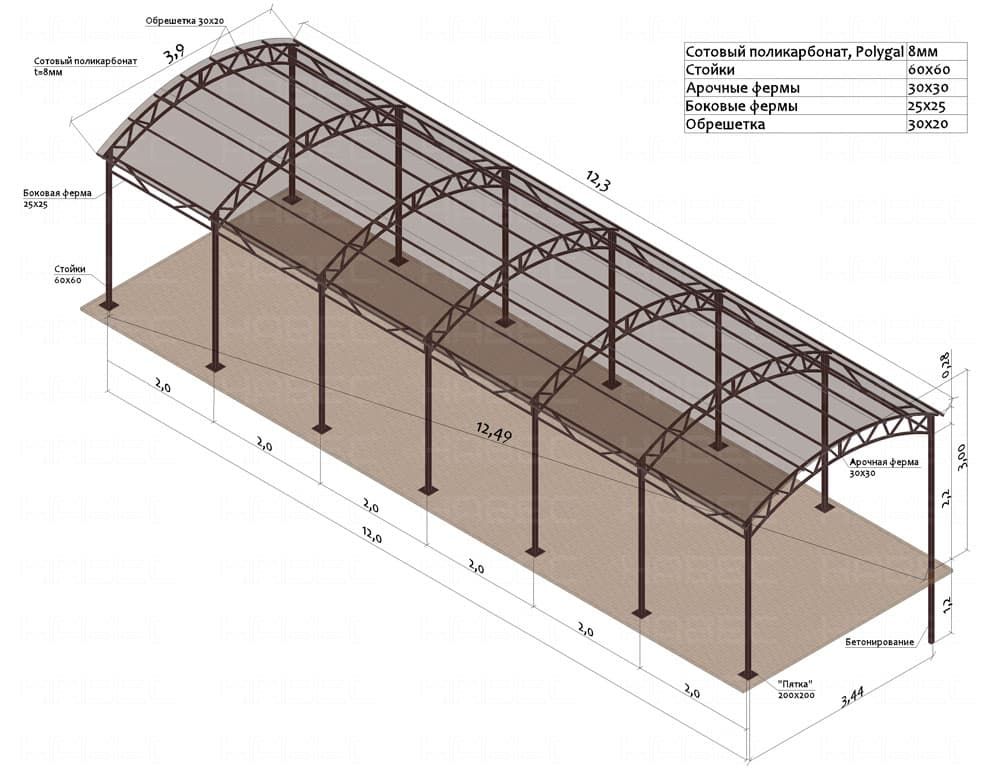 Обрешетка 30х20
3,9
Сотовый поликарбонат
t=8мм
Сотовый поликарбонат, Polygal 8мм
Стойки 60х60
Арочные фермы 30х30
Боковые фермы 25х25
Обрешетка 30х20
12,3
Боковая ферма
25х25
Стойки
60х60
0,28
3,00
2,2
1,2
Арочная ферма
30х30
12,49
2,0
2,0
2,0
12,0
2,0
2,0
2,0
Бетонирование
"Пятка"
200х200
3,44
НАВЕС